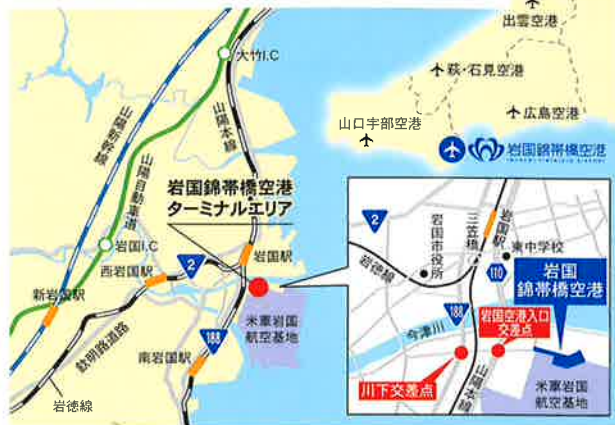 出雲空港
萩・石見空港
広島空港
山口宇部空港
岩国錦帯橋空港
大竹I.C
山陽本線
山陽新幹線
山陽自動車道
岩国錦帯橋空港
ターミナルエリア
岩国I.C
岩国駅
2
西岩国駅
新岩国駅
欽明路道路
188
南岩国駅
岩徳線
米軍岩国
航空基地
2
三笠橋
岩国駅
岩国市役所
東中学校
岩徳線
110
岩国
錦帯橋空港
188
岩国空港入口
交差点
今津川
川下交差点
山陽本線
米軍岩国
航空基地